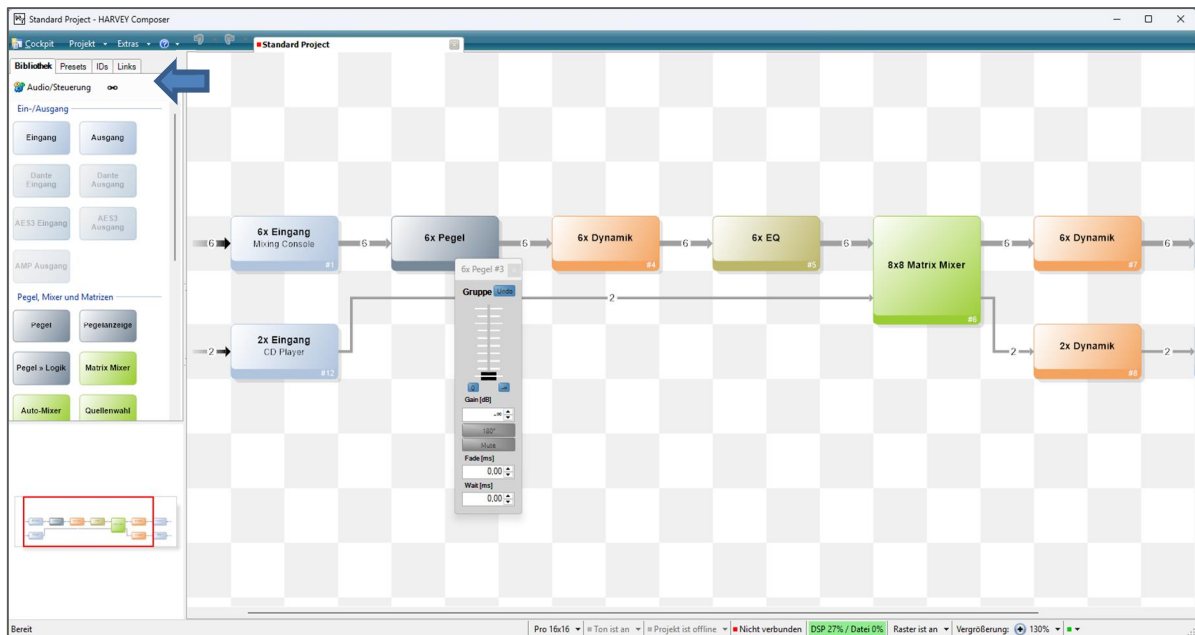 Standard Project - HARVEY Composer
Cockpit Projekt Extras
Standard Project
Bibliothek Presets IDs Links
Audio/Steuerung
Ein-/Ausgang
Eingang Ausgang
Dante Eingang
Dante Ausgang
AES3 Eingang
AES3 Ausgang
AMP Ausgang
Pegel, Mixer und Matrizen
Pegel Pegelanzeige
Pegel » Logik Matrix Mixer
Auto-Mixer Quellenwahl
6
6x Eingang
Mixing Console
#1
6
6x Pegel
6
6x Dynamik
#4
6
6x EQ
#5
6
8x8 Matrix Mixer
#6
6
6x Dynamik
#7
6
2
2x Eingang
CD Player
#12
2
2
2x Dynamik
#8
2
6x Pegel #3
Gruppe Undo
0 -∞
Gain [dB]
-∞
180°
Mute
Fade [ms]
0,00
Wait [ms]
0,00
Bereit
Pro 16x16 Ton ist an Projekt ist offline Nicht verbunden DSP 27% / Datei 0% Raster ist an Vergrößerung: 130%